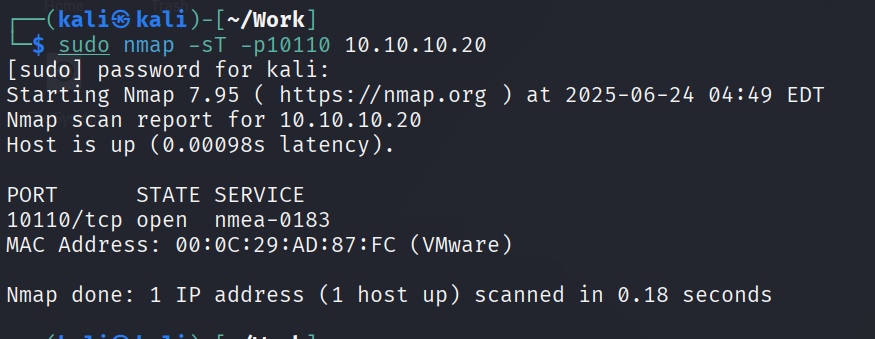 ┌──(kali㉿kali)-[~/Work]
└─$ sudo nmap -sT -p10110 10.10.10.20
[sudo] password for kali:
Starting Nmap 7.95 ( https://nmap.org ) at 2025-06-24 04:49 EDT
Nmap scan report for 10.10.10.20
Host is up (0.00098s latency).
PORT      STATE SERVICE
10110/tcp open  nmea-0183
MAC Address: 00:0C:29:AD:87:FC (VMware)
Nmap done: 1 IP address (1 host up) scanned in 0.18 seconds